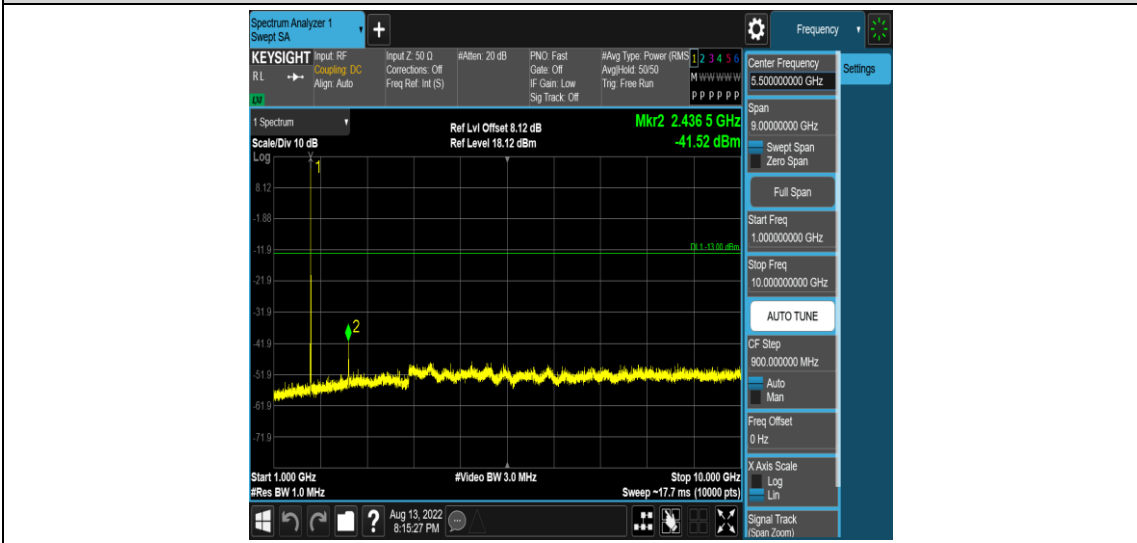 Spectrum Analyzer 1
Swept SA
+
Frequency
KEYSIGHT
RL
LXI
Input: RF
Coupling: DC
Align: Auto
Input Z: 50 Ω
Corrections: Off
Freq Ref: Int (S)
#Atten: 20 dB
PNO: Fast
Gate: Off
IF Gain: Low
Sig Track: Off
#Avg Type: Power (RMS
Avg|Hold: 50/50
Trig: Free Run
1 2 3 4 5 6
M W W W W W
P P P P P P
1 Spectrum
Scale/Div 10 dB
Log
Ref Lvl Offset 8.12 dB
Ref Level 18.12 dBm
Mkr2 2.436 5 GHz
-41.52 dBm
1
8.12
-1.88
-11.9
DL1 -13.00 dBm
-21.9
-31.9
2
-41.9
-51.9
-61.9
-71.9
Start 1.000 GHz
#Res BW 1.0 MHz
#Video BW 3.0 MHz
Stop 10.000 GHz
Sweep ~17.7 ms (10000 pts)
?
Aug 13, 2022
8:15:27 PM
Center Frequency
5.500000000 GHz
Settings
Span
9.00000000 GHz
Swept Span
Zero Span
Full Span
Start Freq
1.000000000 GHz
Stop Freq
10.000000000 GHz
AUTO TUNE
CF Step
900.000000 MHz
Auto
Man
Freq Offset
0 Hz
X Axis Scale
Log
Lin
Signal Track
(Span Zoom)